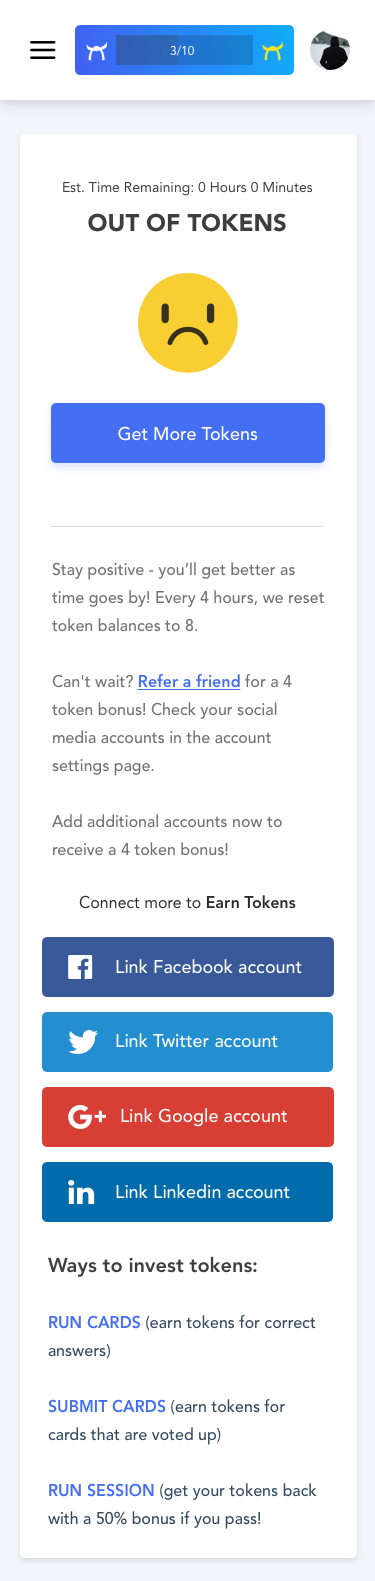 3/10
Est. Time Remaining: 0 Hours 0 Minutes
OUT OF TOKENS
Get More Tokens
Stay positive - you’ll get better as
time goes by! Every 4 hours, we reset
token balances to 8.
Can't wait? Refer a friend for a 4
token bonus! Check your social
media accounts in the account
settings page.
Add additional accounts now to
receive a 4 token bonus!
Connect more to Earn Tokens
Link Facebook account
Link Twitter account
G+ Link Google account
in Link Linkedin account
Ways to invest tokens:
RUN CARDS (earn tokens for correct
answers)
SUBMIT CARDS (earn tokens for
cards that are voted up)
RUN SESSION (get your tokens back
with a 50% bonus if you pass!